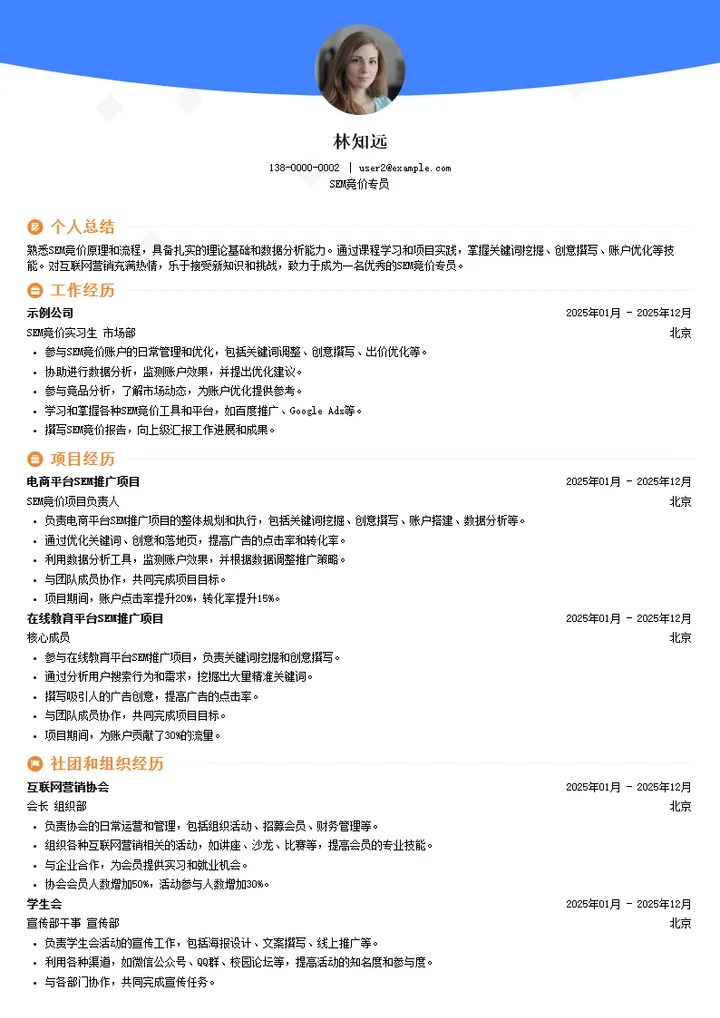 林知远
138-0000-0002 | user2@example.com
SEM竞价专员
个人总结
熟悉SEM竞价原理和流程，具备扎实的理论基础和数据分析能力。通过课程学习和项目实践，掌握关键词挖掘、创意撰写、账户优化等技
能。对互联网营销充满热情，乐于接受新知识和挑战，致力于成为一名优秀的SEM竞价专员。
工作经历
示例公司 2025年01月 - 2025年12月
SEM竞价实习生 市场部 北京
• 参与SEM竞价账户的日常管理和优化，包括关键词调整、创意撰写、出价优化等。
• 协助进行数据分析，监测账户效果，并提出优化建议。
• 参与竞品分析，了解市场动态，为账户优化提供参考。
• 学习和掌握各种SEM竞价工具和平台，如百度推广、Google Ads等。
• 撰写SEM竞价报告，向上级汇报工作进展和成果。
项目经历
电商平台SEM推广项目 2025年01月 - 2025年12月
SEM竞价项目负责人 北京
• 负责电商平台SEM推广项目的整体规划和执行，包括关键词挖掘、创意撰写、账户搭建、数据分析等。
• 通过优化关键词、创意和落地页，提高广告的点击率和转化率。
• 利用数据分析工具，监测账户效果，并根据数据调整推广策略。
• 与团队成员协作，共同完成项目目标。
• 项目期间，账户点击率提升20%，转化率提升15%。
在线教育平台SEM推广项目 2025年01月 - 2025年12月
核心成员 北京
• 参与在线教育平台SEM推广项目，负责关键词挖掘和创意撰写。
• 通过分析用户搜索行为和需求，挖掘出大量精准关键词。
• 撰写吸引人的广告创意，提高广告的点击率。
• 与团队成员协作，共同完成项目目标。
• 项目期间，为账户贡献了30%的流量。
社团和组织经历
互联网营销协会 2025年01月 - 2025年12月
会长 组织部 北京
• 负责协会的日常运营和管理，包括组织活动、招募会员、财务管理等。
• 组织各种互联网营销相关的活动，如讲座、沙龙、比赛等，提高会员的专业技能。
• 与企业合作，为会员提供实习和就业机会。
• 协会会员人数增加50%，活动参与人数增加30%。
学生会 2025年01月 - 2025年12月
宣传部干事 宣传部 北京
• 负责学生会活动的宣传工作，包括海报设计、文案撰写、线上推广等。
• 利用各种渠道，如微信公众号、QQ群、校园论坛等，提高活动的知名度和参与度。
• 与各部门协作，共同完成宣传任务。